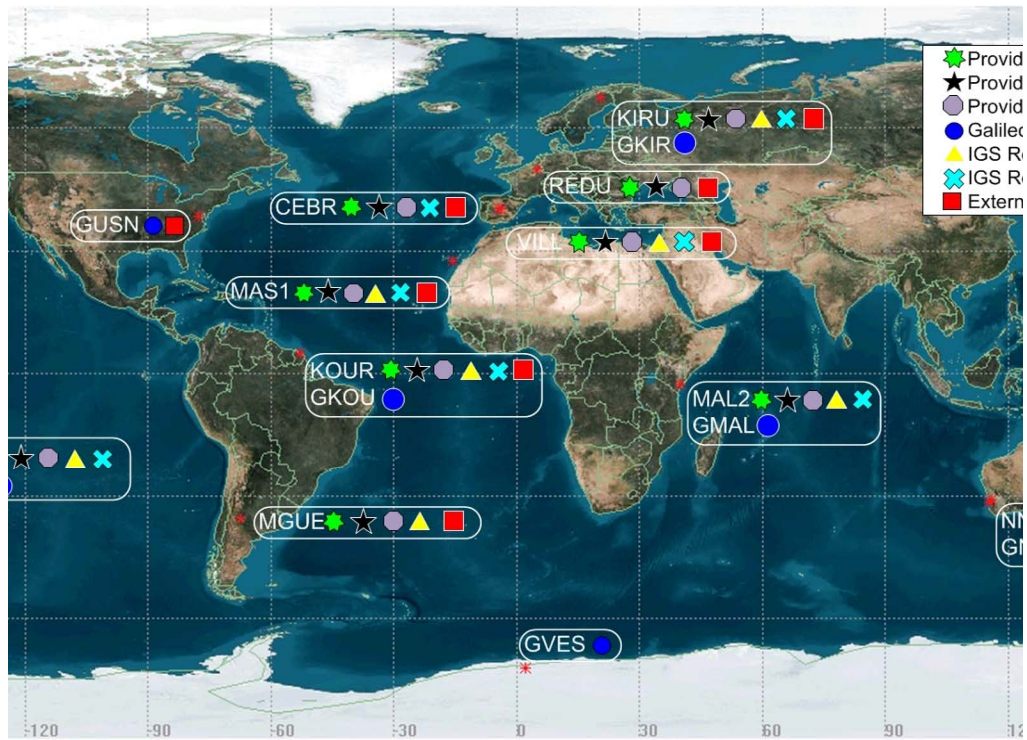 Provid
Provid
Provid
Galileo
IGS Re
IGS Re
Extern
KIRU
GKIR
REDU
CEBR
GUSN
VILL
MAS1
KOUR
GKOU
MAL2
GMAL
MGUE
GVES
-120 -90 -60 -30 0 30 60 90 12